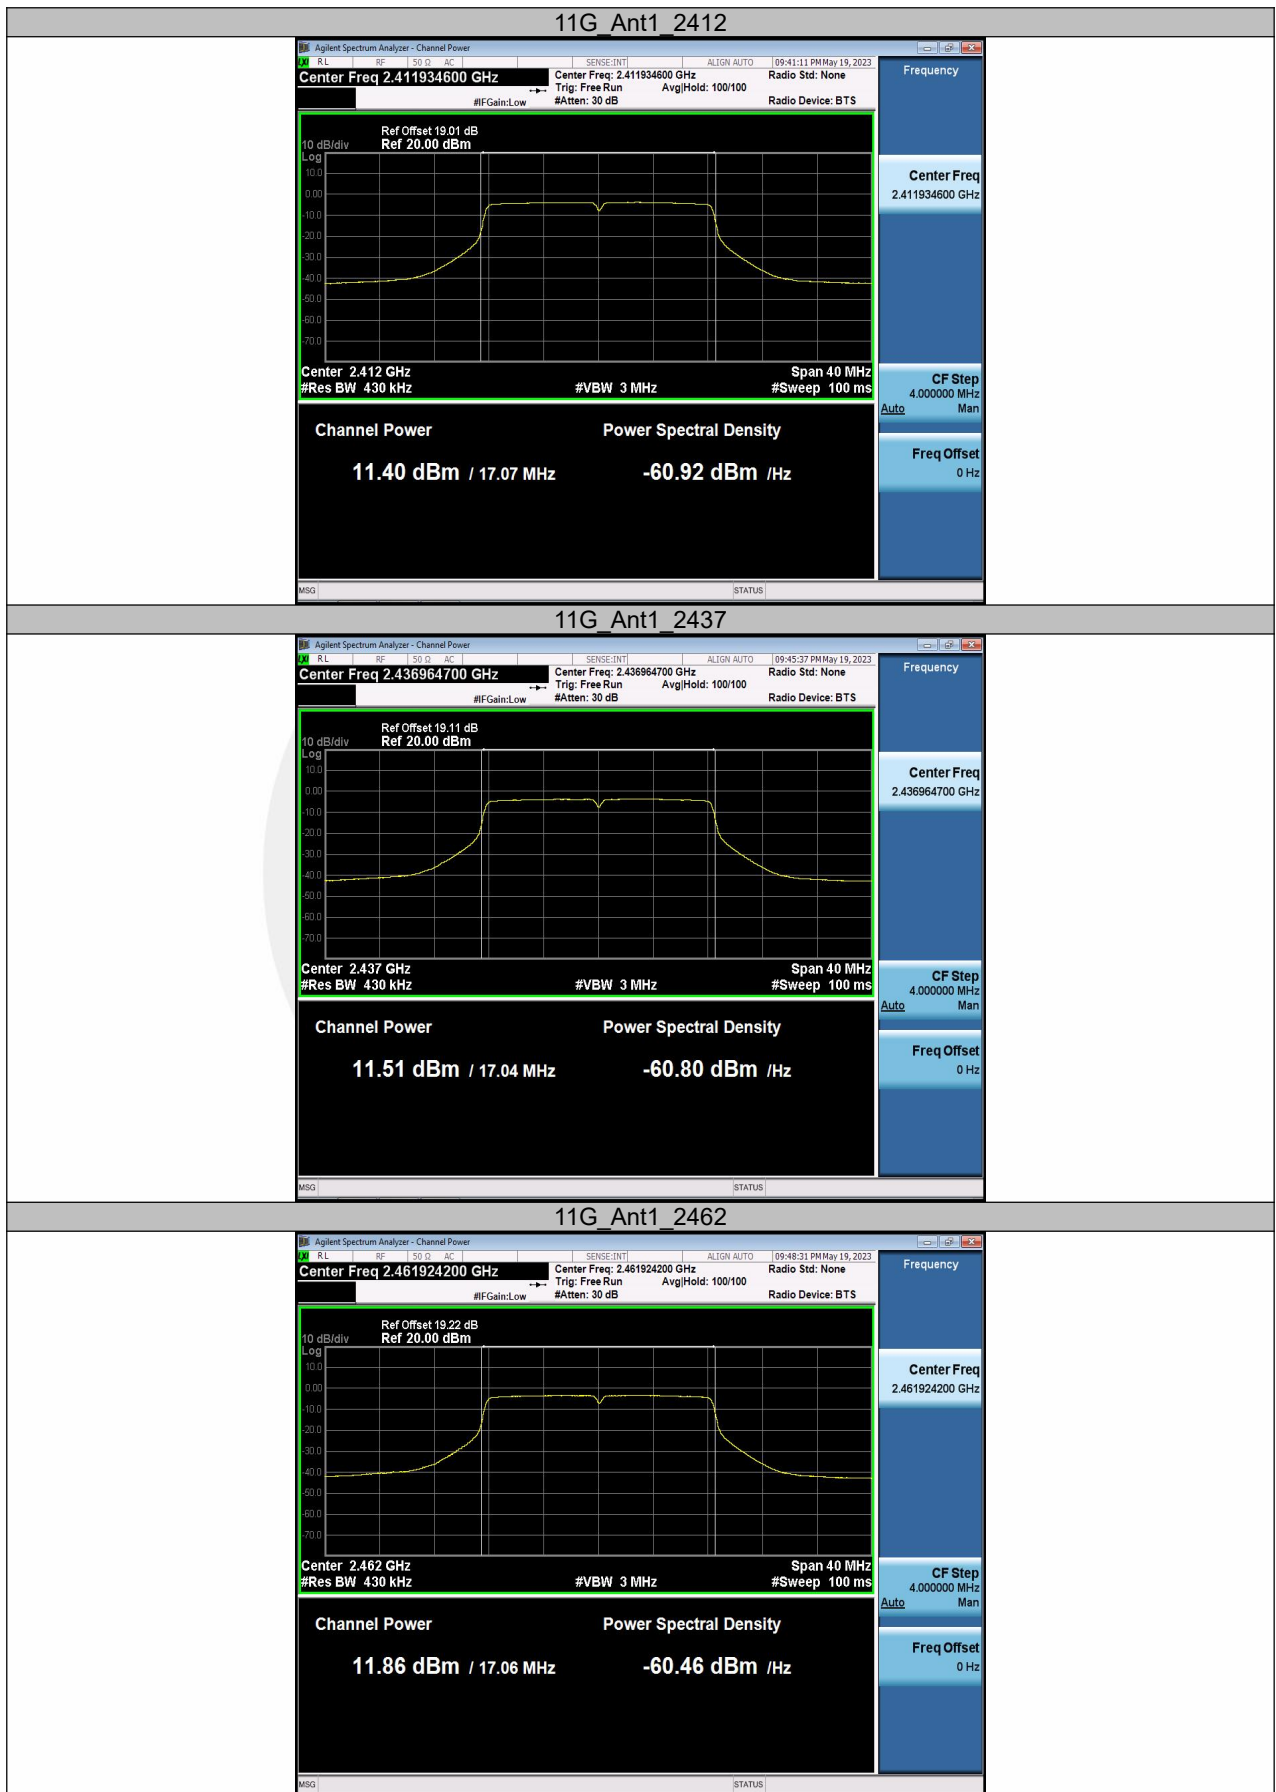 11G_Ant1_2412
Agilent Spectrum Analyzer - Channel Power
LXI RL RF 50 Ω AC SENSE:INT ALIGN AUTO 09:41:11 PM May 19, 2023
Center Freq 2.411934600 GHz Center Freq: 2.411934600 GHz Radio Std: None
Trig: Free Run Avg|Hold: 100/100
#IFGain:Low #Atten: 30 dB Radio Device: BTS
Frequency
Ref Offset 19.01 dB
10 dB/div Ref 20.00 dBm
Log
10.0
0.00
-10.0
-20.0
-30.0
-40.0
-50.0
-60.0
-70.0
Center 2.412 GHz Span 40 MHz
#Res BW 430 kHz #VBW 3 MHz #Sweep 100 ms
Channel Power Power Spectral Density
11.40 dBm / 17.07 MHz -60.92 dBm /Hz
Center Freq
2.411934600 GHz
CF Step
4.000000 MHz
Auto Man
Freq Offset
0 Hz
MSG STATUS
11G_Ant1_2437
Agilent Spectrum Analyzer - Channel Power
LXI RL RF 50 Ω AC SENSE:INT ALIGN AUTO 09:45:37 PM May 19, 2023
Center Freq 2.436964700 GHz Center Freq: 2.436964700 GHz Radio Std: None
Trig: Free Run Avg|Hold: 100/100
#IFGain:Low #Atten: 30 dB Radio Device: BTS
Frequency
Ref Offset 19.11 dB
10 dB/div Ref 20.00 dBm
Log
10.0
0.00
-10.0
-20.0
-30.0
-40.0
-50.0
-60.0
-70.0
Center 2.437 GHz Span 40 MHz
#Res BW 430 kHz #VBW 3 MHz #Sweep 100 ms
Channel Power Power Spectral Density
11.51 dBm / 17.04 MHz -60.80 dBm /Hz
Center Freq
2.436964700 GHz
CF Step
4.000000 MHz
Auto Man
Freq Offset
0 Hz
MSG STATUS
11G_Ant1_2462
Agilent Spectrum Analyzer - Channel Power
LXI RL RF 50 Ω AC SENSE:INT ALIGN AUTO 09:48:31 PM May 19, 2023
Center Freq 2.461924200 GHz Center Freq: 2.461924200 GHz Radio Std: None
Trig: Free Run Avg|Hold: 100/100
#IFGain:Low #Atten: 30 dB Radio Device: BTS
Frequency
Ref Offset 19.22 dB
10 dB/div Ref 20.00 dBm
Log
10.0
0.00
-10.0
-20.0
-30.0
-40.0
-50.0
-60.0
-70.0
Center 2.462 GHz Span 40 MHz
#Res BW 430 kHz #VBW 3 MHz #Sweep 100 ms
Channel Power Power Spectral Density
11.86 dBm / 17.06 MHz -60.46 dBm /Hz
Center Freq
2.461924200 GHz
CF Step
4.000000 MHz
Auto Man
Freq Offset
0 Hz
MSG STATUS